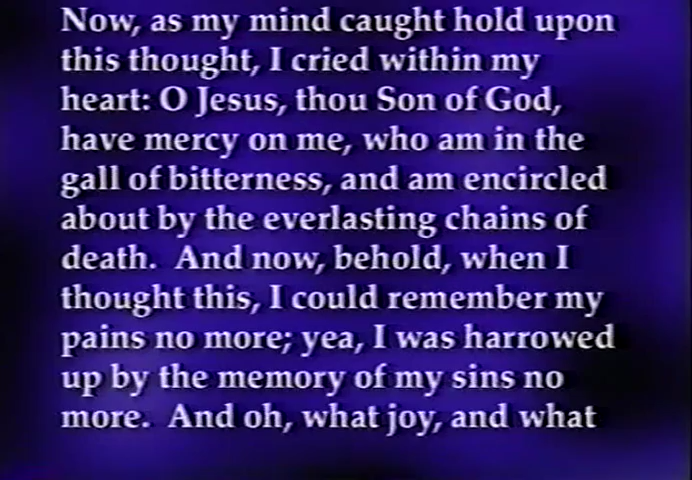 Now, as my mind caught hold upon
this thought, I cried within my
heart: O Jesus, thou Son of God,
have mercy on me, who am in the
gall of bitterness, and am encircled
about by the everlasting chains of
death.  And now, behold, when I
thought this, I could remember my
pains no more; yea, I was harrowed
up by the memory of my sins no
more.  And oh, what joy, and what